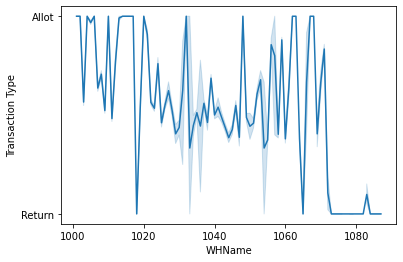 Allot
Transaction Type
Return
1000 1020 1040 1060 1080
WHName